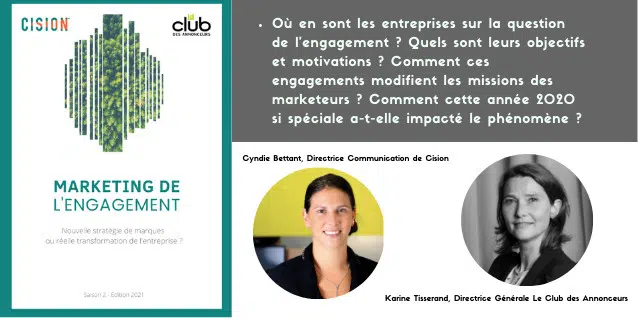 CISION
club
DES ANNONCEURS
MARKETING DE
L'ENGAGEMENT
Nouvelle stratégie de marques
ou réelle transformation de l'entreprise ?
Saison 2 - Edition 2021
• Où en sont les entreprises sur la question
de l'engagement ? Quels sont leurs objectifs
et motivations ? Comment ces
engagements modifient les missions des
marketeurs ? Comment cette année 2020
si spéciale a-t-elle impacté le phénomène ?
Cyndie Bettant, Directrice Communication de Cision
Karine Tisserand, Directrice Générale Le Club des Annonceurs